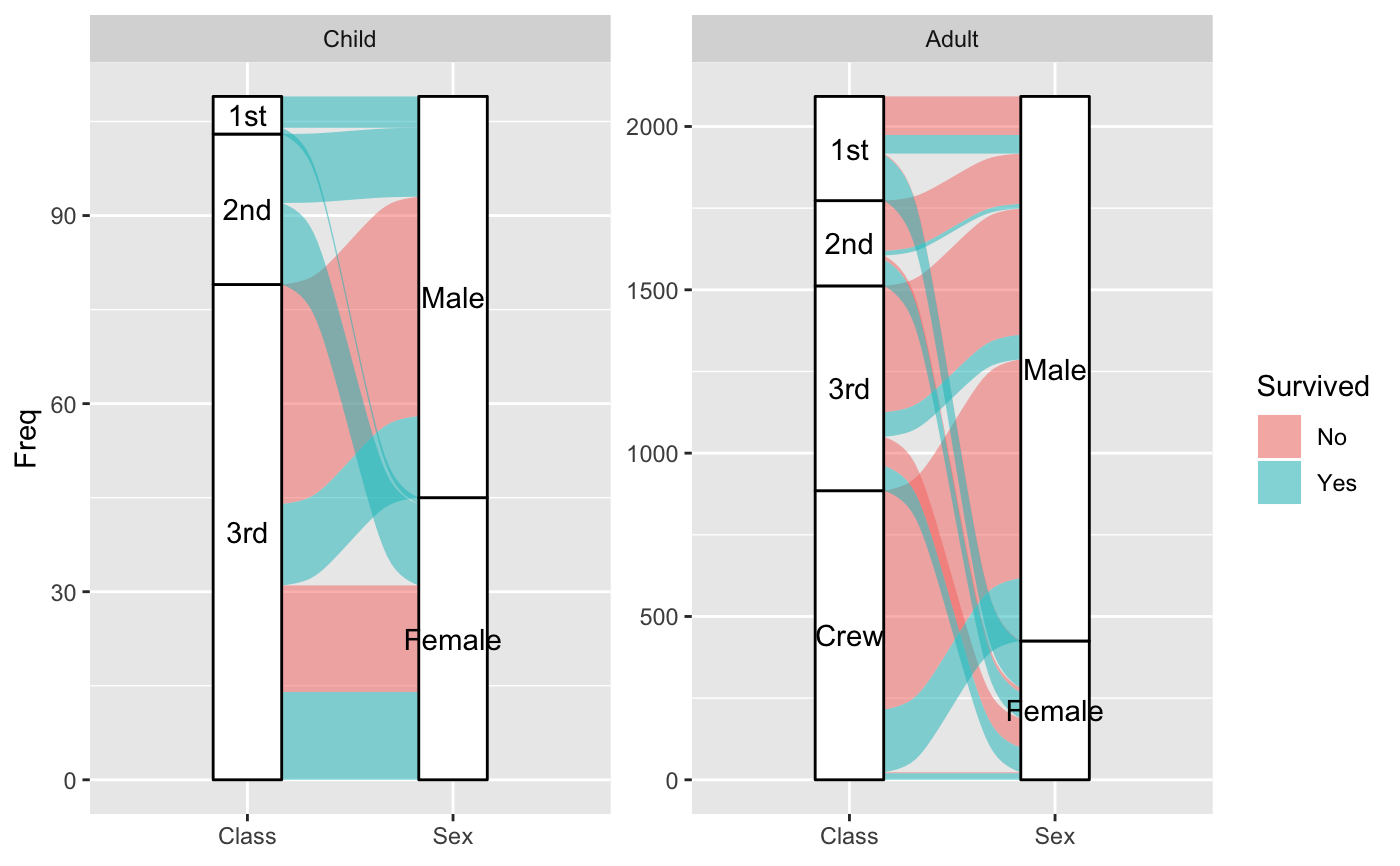 Child
Adult
Freq
0
30
60
90
1st
2nd
3rd
Male
Female
Class
Sex
0
500
1000
1500
2000
1st
2nd
3rd
Crew
Male
Female
Class
Sex
Survived
No
Yes